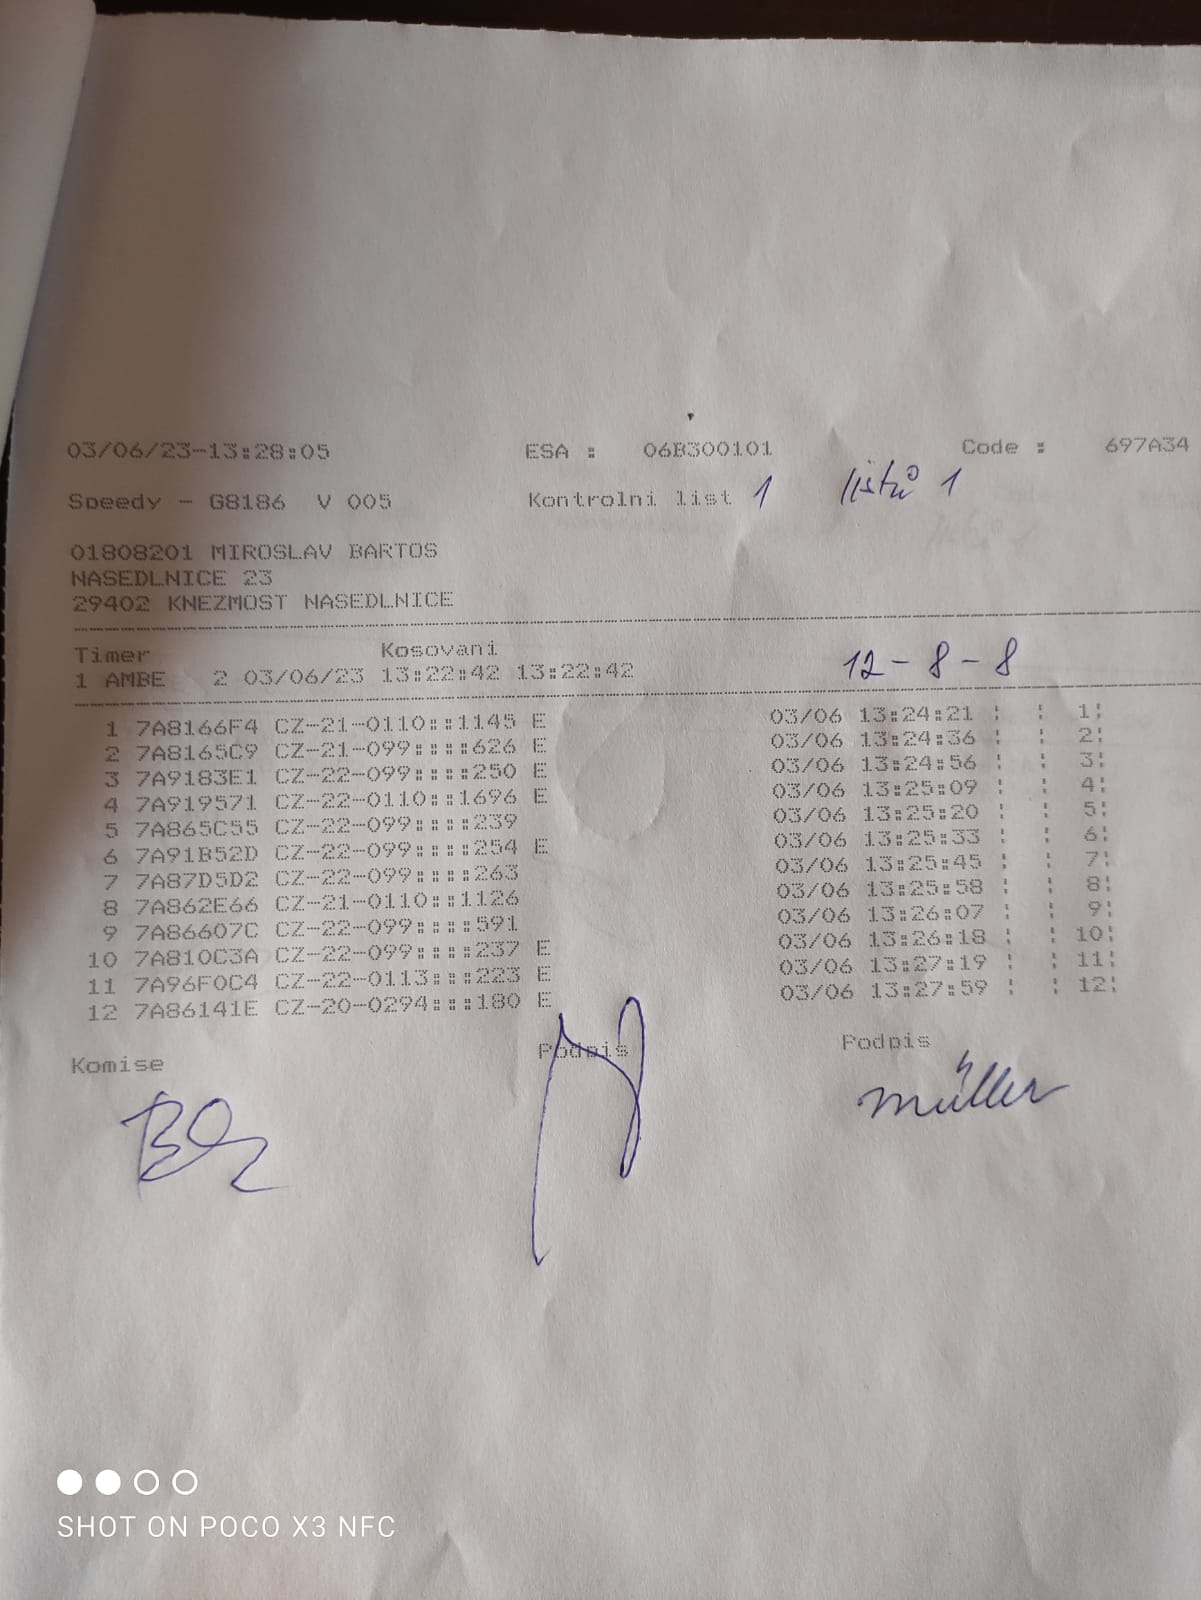 03/06/23-13:28:05 ESA : 06B300101 Code : 697A34
Speedy - G8186 V 005 Kontrolni list 1 listů 1
01808201 MIROSLAV BARTOS
NASEDLNICE 23
29402 KNEZMOST NASEDLNICE
Timer Kosovani
1 AMBE 2 03/06/23 13:22:42 13:22:42 12-8-8
1 7A8166F4 CZ-21-0110:::1145 E 03/06 13:24:21 ¦ ¦ 1¦
2 7A8165C9 CZ-21-099::::626 E 03/06 13:24:36 ¦ ¦ 2¦
3 7A9183E1 CZ-22-099::::250 E 03/06 13:24:56 ¦ ¦ 3¦
4 7A919571 CZ-22-0110::1696 E 03/06 13:25:09 ¦ ¦ 4¦
5 7A865C55 CZ-22-099::::239 03/06 13:25:20 ¦ ¦ 5¦
6 7A91B52D CZ-22-099::::254 E 03/06 13:25:33 ¦ ¦ 6¦
7 7A87D5D2 CZ-22-099::::263 03/06 13:25:45 ¦ ¦ 7¦
8 7A862E66 CZ-21-0110::1126 03/06 13:25:58 ¦ ¦ 8¦
9 7A86607C CZ-22-099::::591 03/06 13:26:07 ¦ ¦ 9¦
10 7A810C3A CZ-22-099::::237 E 03/06 13:26:18 ¦ ¦ 10¦
11 7A96F0C4 CZ-22-0113:::223 E 03/06 13:27:19 ¦ ¦ 11¦
12 7A86141E CZ-20-0294:::180 E 03/06 13:27:59 ¦ ¦ 12¦
Komise Podpis Podpis
Müller
SHOT ON POCO X3 NFC